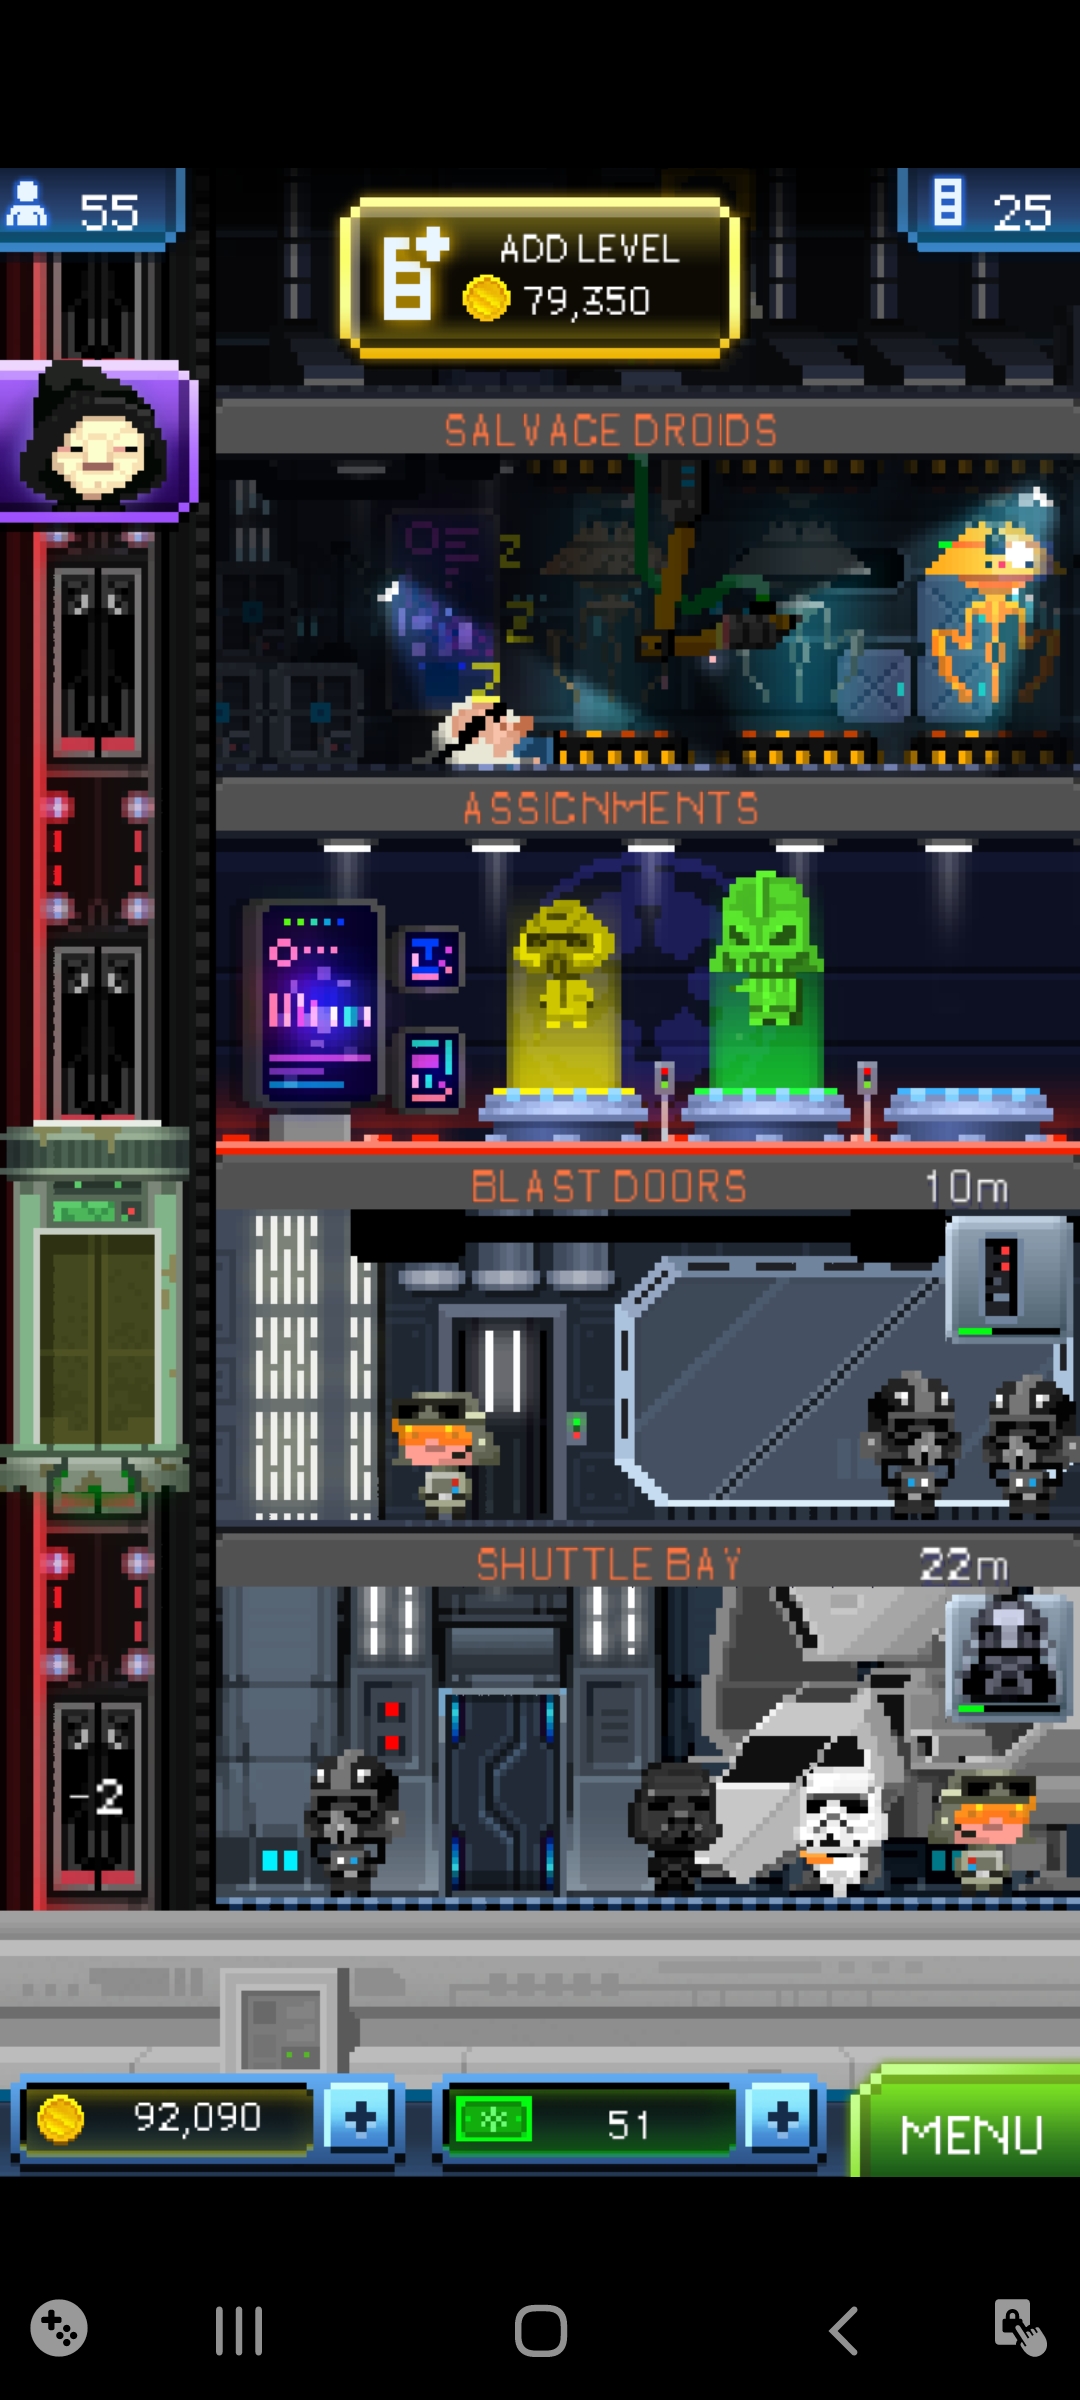 55
25
ADD LEVEL
79,350
SALVAGE DROIDS
Z
Z
Z
ASSIGNMENTS
BLAST DOORS 10m
SHUTTLE BAY 22m
-2
92,090
51
MENU